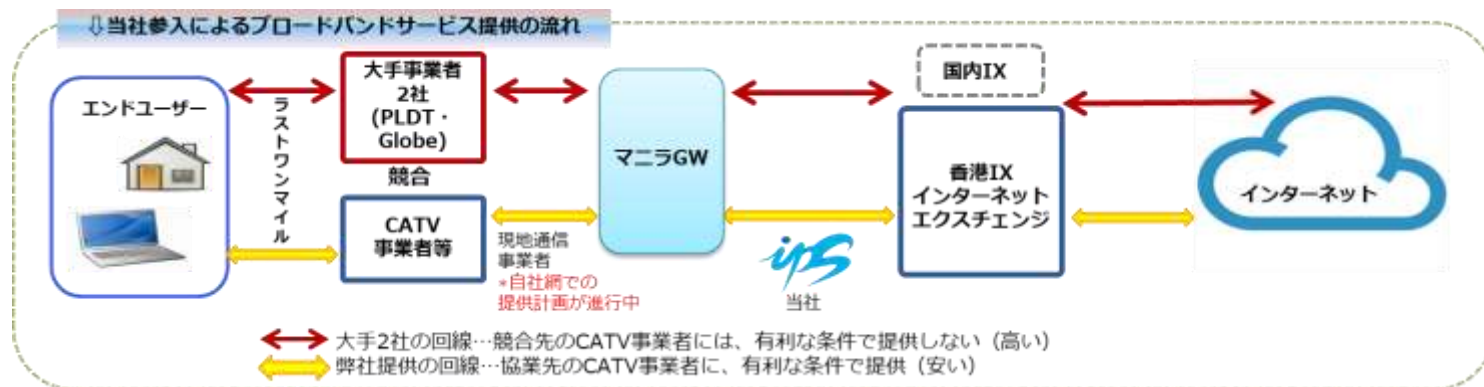 ⇩当社参入によるブロードバンドサービス提供の流れ
エンドユーザー
ラストワンマイル
大手事業者
2社
(PLDT・
Globe)
競合
CATV
事業者等
現地通信
事業者
*自社網での
提供計画が進行中
マニラGW
ips
当社
国内IX
香港IX
インターネット
エクスチェンジ
インターネット
大手2社の回線…競合先のCATV事業者には、有利な条件で提供しない（高い）
弊社提供の回線…協業先のCATV事業者に、有利な条件で提供（安い）